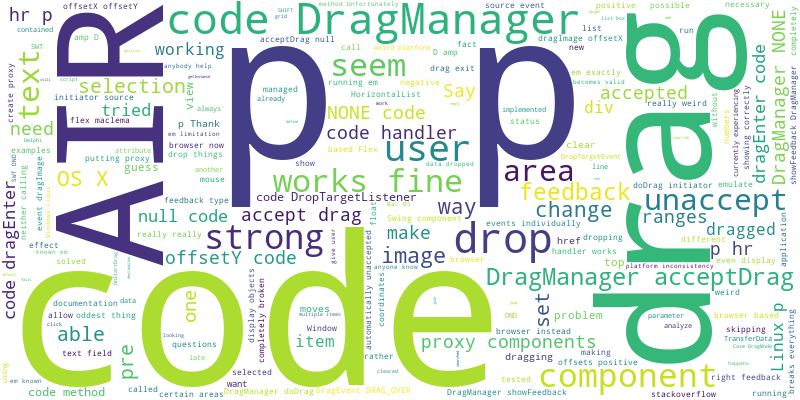 offsetX offsetY
hr p
code DragManager
grid
SHIFT
source event
method Unfortunately
positive
possible
necessary
contained
SWT
amp D
working
acceptDrag null
call
weird platform
D amp
list
list box
run
dragImage offsetX
completely
text
anybody help
seem
drag exit
fact
new
create proxy
initiator source
selection
running em
negative
em exactly
becomes valid
HorizontalList
accepted
really weird
managed
already
Say
tried
view
always
NONE code
div
without
need
flex maclema
code handler
work
implemented
status
DragManager NONE
dragEnter code
AIR
p
p
drag
em limitation
attribute
browser now
based Flex
user
area
clear
DropTargetEvent
line
currently experiencing
showing correctly
examples
putting proxy
drop things
another
mouse
show
works fine
feedback
data dropped
doDrag initiator
emulate
event dragImage
OS X
guess
feedback type
code DropTargetListener
way
change
unaccept
neither calling
null code
accept drag
Swing component
ranges
dragged
showFeedback DragManager
really really
float
make
drop
events individually
mouse
different
p hr
effect
strong
image
href
dropping
handler works
even display
platform inconsistency
known em
solved
offsetY code
anyone know
browser
top
application
code dragEnter
oddest thing
one
moves
coordinates
DragManager acceptDrag
documentation
data
able
allow
questions
late
display objects
completely broken
multiple items
Window
automatically unaccepted
1
DND
set
problem
browser based
weird
parameter
analyze
Linux p
text field
pre
item
rather
proxy components
offsets positive
making
browser instead
skipping
TransferData
breaks everything
click
using
em known
called
certain areas
selected
want
looking
cleared
dragging
tested
component
happens
code method
DragManager doDrag
DragEvent DRAG_OVER
DragManager showFeedback
right feedback
stackoverflow
running
code